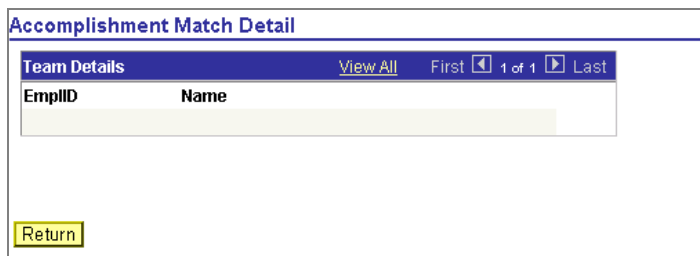 Accomplishment Match Detail
Team Details View All First 1 of 1 Last
EmplID Name
Return